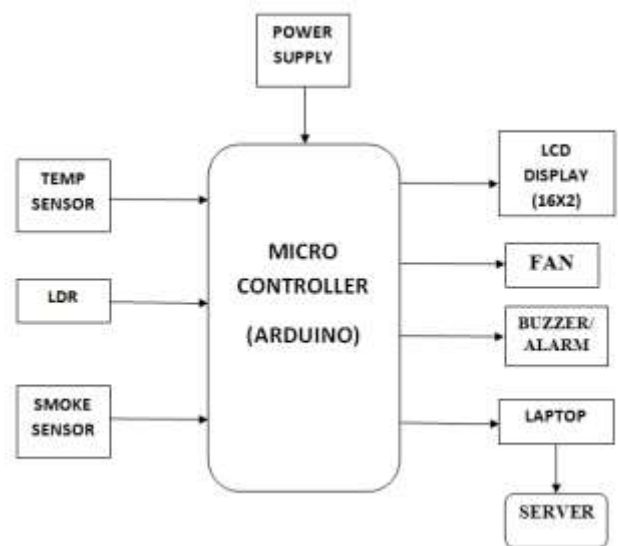 POWER
SUPPLY
TEMP
SENSOR
LDR
SMOKE
SENSOR
MICRO
CONTROLLER
(ARDUINO)
LCD
DISPLAY
(16X2)
FAN
BUZZER/
ALARM
LAPTOP
SERVER